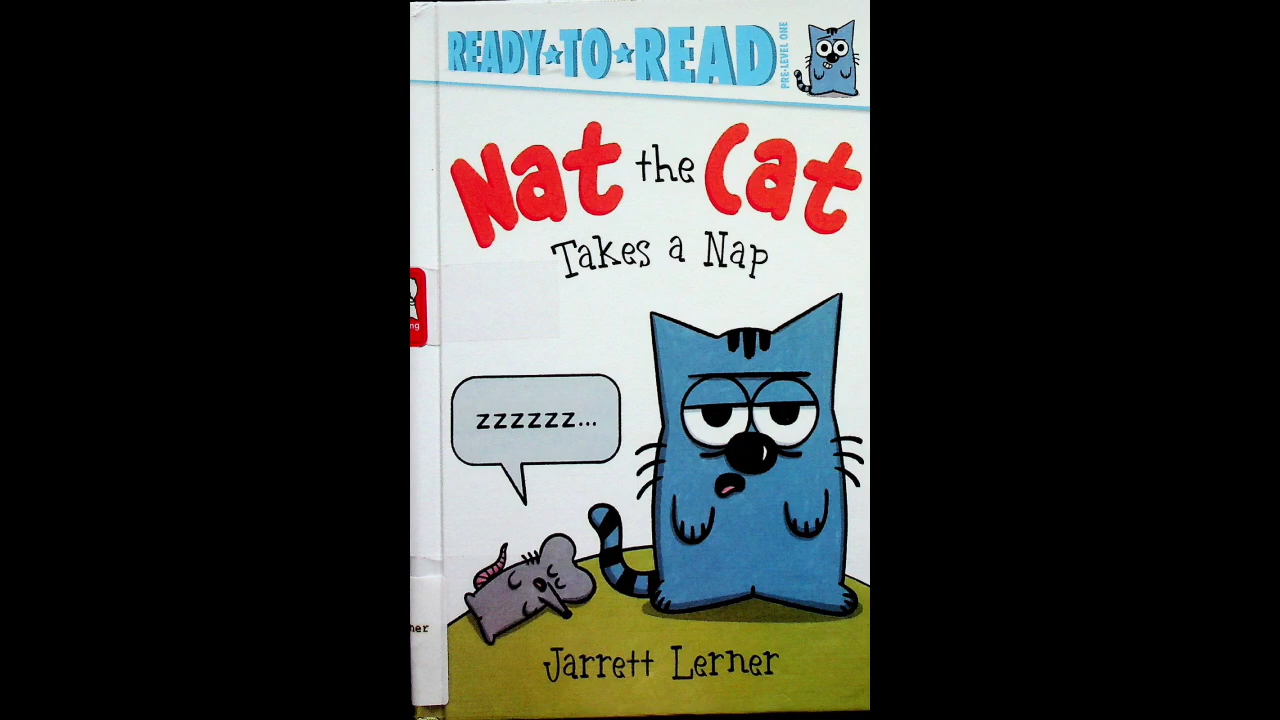 READY★TO★READ
PRE-LEVEL ONE
Nat the Cat
Takes a Nap
zzzzzz...
Jarrett Lerner